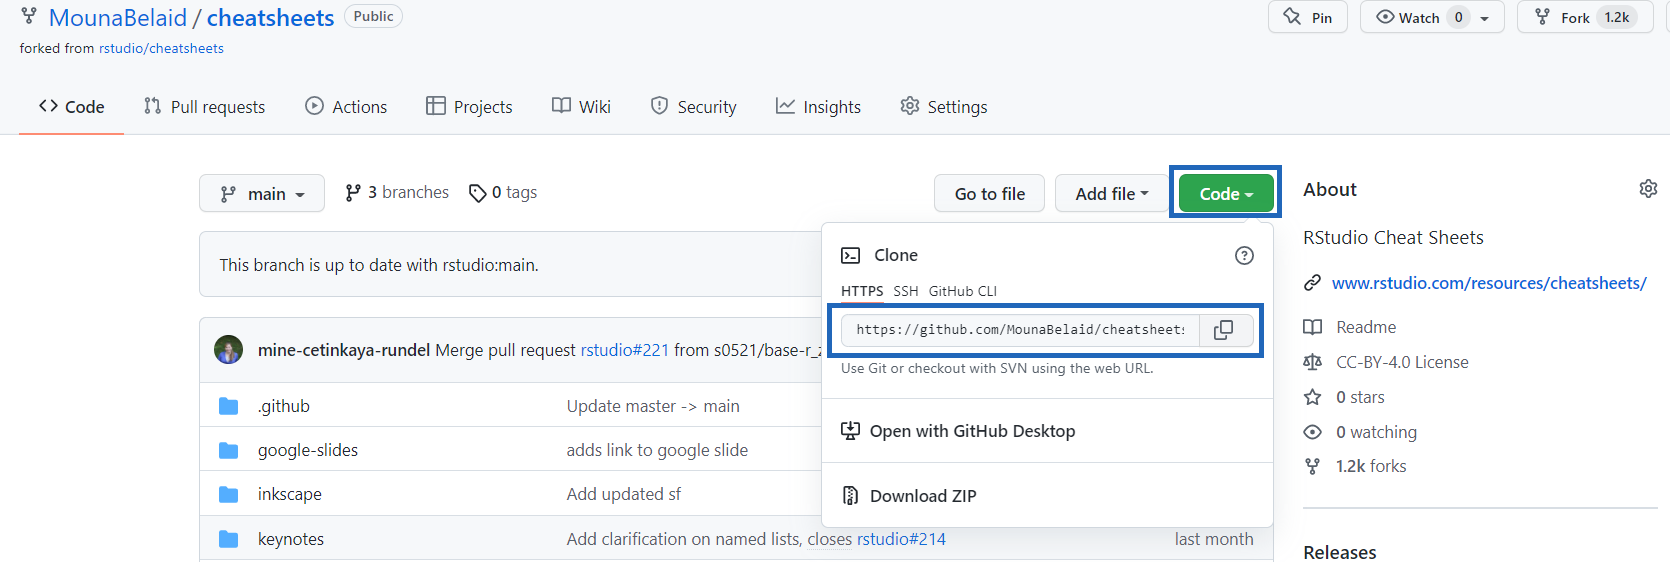 MounaBelaid / cheatsheets Public
Pin Watch 0 Fork 1.2k
forked from rstudio/cheatsheets
Code Pull requests Actions Projects Wiki Security Insights Settings
main 3 branches 0 tags Go to file Add file Code
This branch is up to date with rstudio:main.
mine-cetinkaya-rundel Merge pull request rstudio#221 from s0521/base-r_
.github Update master -> main
google-slides adds link to google slide
inkscape Add updated sf
keynotes Add clarification on named lists, closes rstudio#214 last month
Clone
HTTPS SSH GitHub CLI
https://github.com/MounaBelaid/cheatsheets
Use Git or checkout with SVN using the web URL.
Open with GitHub Desktop
Download ZIP
About
RStudio Cheat Sheets
www.rstudio.com/resources/cheatsheets/
Readme
CC-BY-4.0 License
0 stars
0 watching
1.2k forks
Releases